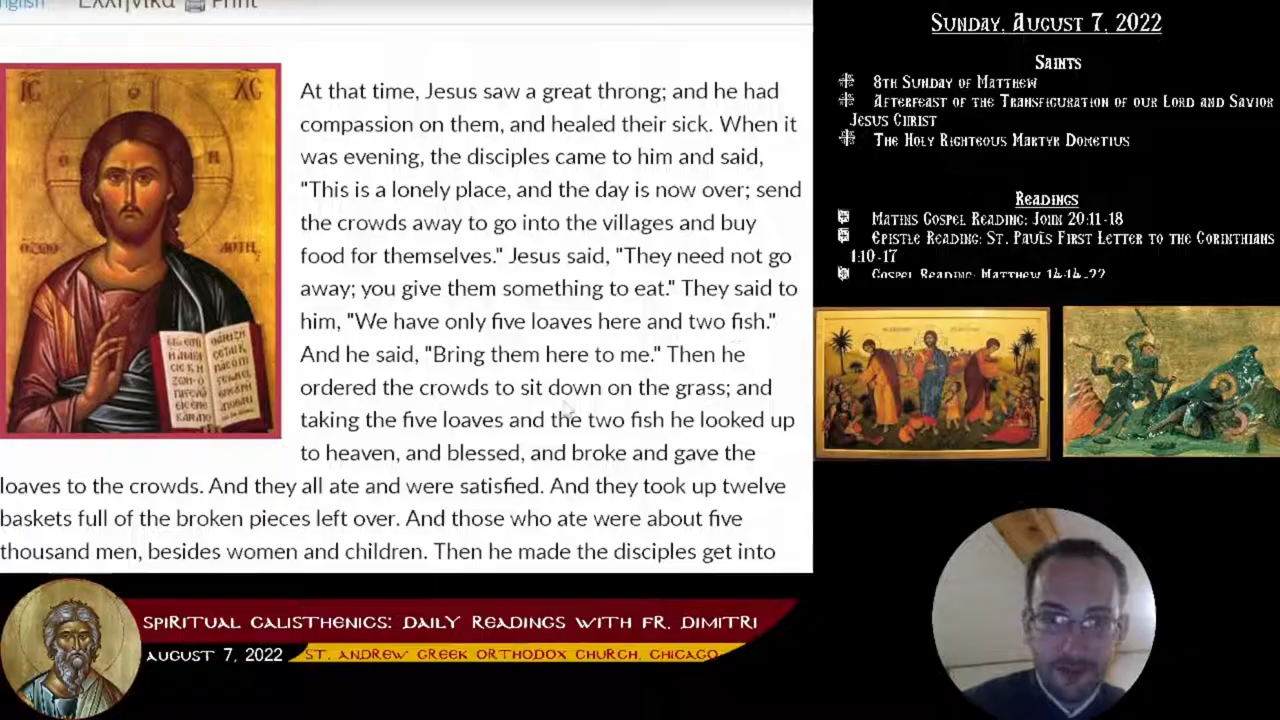 Ελληνικά Print
IC XC
At that time, Jesus saw a great throng; and he had
compassion on them, and healed their sick. When it
was evening, the disciples came to him and said,
"This is a lonely place, and the day is now over; send
the crowds away to go into the villages and buy
food for themselves." Jesus said, "They need not go
away; you give them something to eat." They said to
him, "We have only five loaves here and two fish."
And he said, "Bring them here to me." Then he
ordered the crowds to sit down on the grass; and
taking the five loaves and the two fish he looked up
to heaven, and blessed, and broke and gave the
loaves to the crowds. And they all ate and were satisfied. And they took up twelve
baskets full of the broken pieces left over. And those who ate were about five
thousand men, besides women and children. Then he made the disciples get into
Sunday, August 7, 2022
Saints
8th Sunday of Matthew
Afterfeast of the Transfiguration of our Lord and Savior
Jesus Christ
The Holy Righteous Martyr Dometius
Readings
Matins Gospel Reading: John 20:11-18
Epistle Reading: St. Paul's First Letter to the Corinthians
1:10-17
Gospel Reading: Matthew 14:14-22
SPIRITUAL CALISTHENICS: DAILY READINGS WITH FR. DIMITRI
AUGUST 7, 2022
ST. ANDREW GREEK ORTHODOX CHURCH, CHICAGO